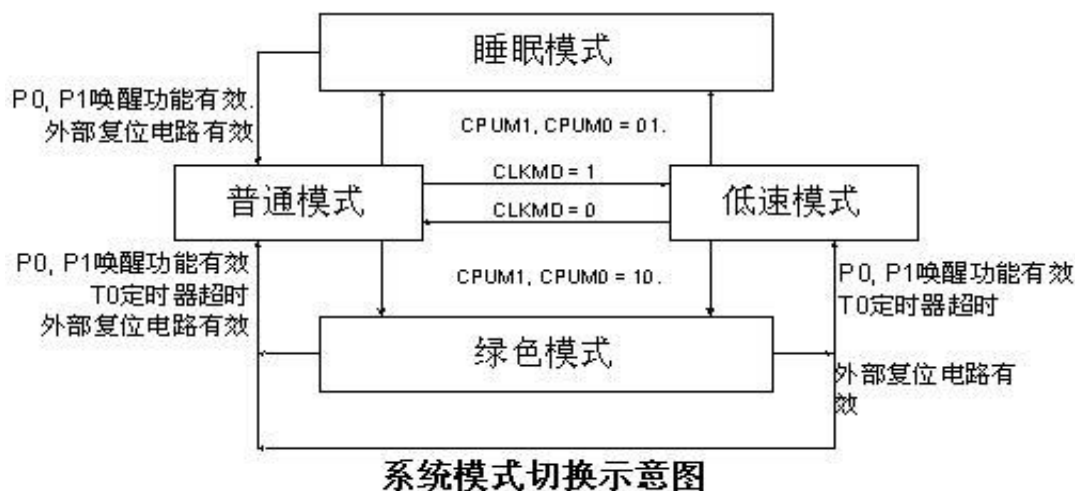 睡眠模式
P0, P1唤醒功能有效.
外部复位电路有效
CPUM1, CPUM0 = 01.
普通模式
CLKMD = 1
CLKMD = 0
低速模式
P0, P1唤醒功能有效
T0定时器超时
外部复位电路有效
CPUM1, CPUM0 = 10.
P0, P1唤醒功能有效
T0定时器超时
绿色模式
外部复位电路有
效
系统模式切换示意图